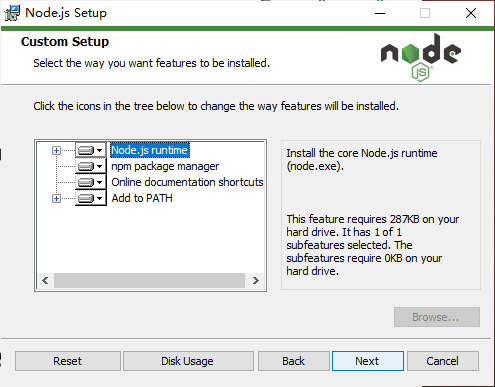 Node.js Setup
Custom Setup
Select the way you want features to be installed.
node
JS
Click the icons in the tree below to change the way features will be installed.
Node.js runtime
npm package manager
Online documentation shortcuts
Add to PATH
Install the core Node.js runtime
(node.exe).
This feature requires 287KB on your
hard drive. It has 1 of 1
subfeatures selected. The
subfeatures require 0KB on your
hard drive.
Browse...
Reset
Disk Usage
Back
Next
Cancel